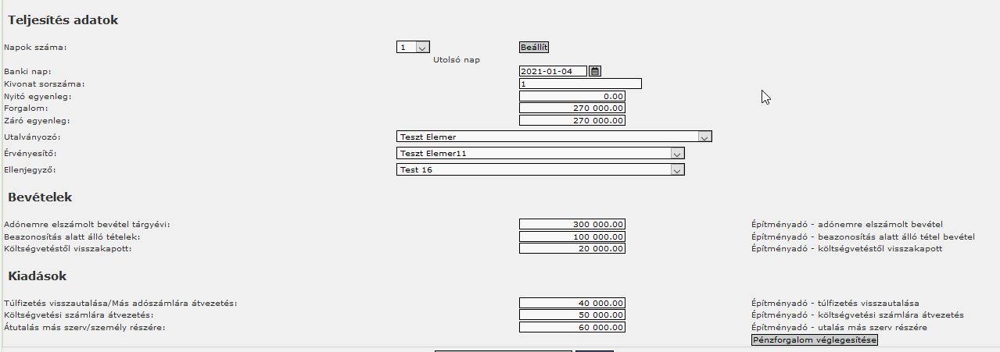 Teljesítés adatok
Napok száma: 1 Beállít
Utolsó nap
Banki nap: 2021-01-04
Kivonat sorszáma: 1
Nyitó egyenleg: 0.00
Forgalom: 270 000.00
Záró egyenleg: 270 000.00
Utalványozó: Teszt Elemer
Érvényesítő: Teszt Elemer11
Ellenjegyző: Test 16
Bevételek
Adónemre elszámolt bevétel tárgyévi: 300 000.00 Építményadó - adónemre elszámolt bevétel
Beazonosítás alatt álló tételek: 100 000.00 Építményadó - beazonosítás alatt álló tétel bevétel
Költségvetéstől visszakapott: 20 000.00 Építményadó - költségvetéstől visszakapott
Kiadások
Túlfizetés visszautalása/Más adószámlára átvezetés: 40 000.00 Építményadó - túlfizetés visszautalása
Költségvetési számlára átvezetés: 50 000.00 Építményadó - költségvetési számlára átvezetés
Átutalás más szerv/személy részére: 60 000.00 Építményadó - utalás más szerv részére
Pénzforgalom véglegesítése